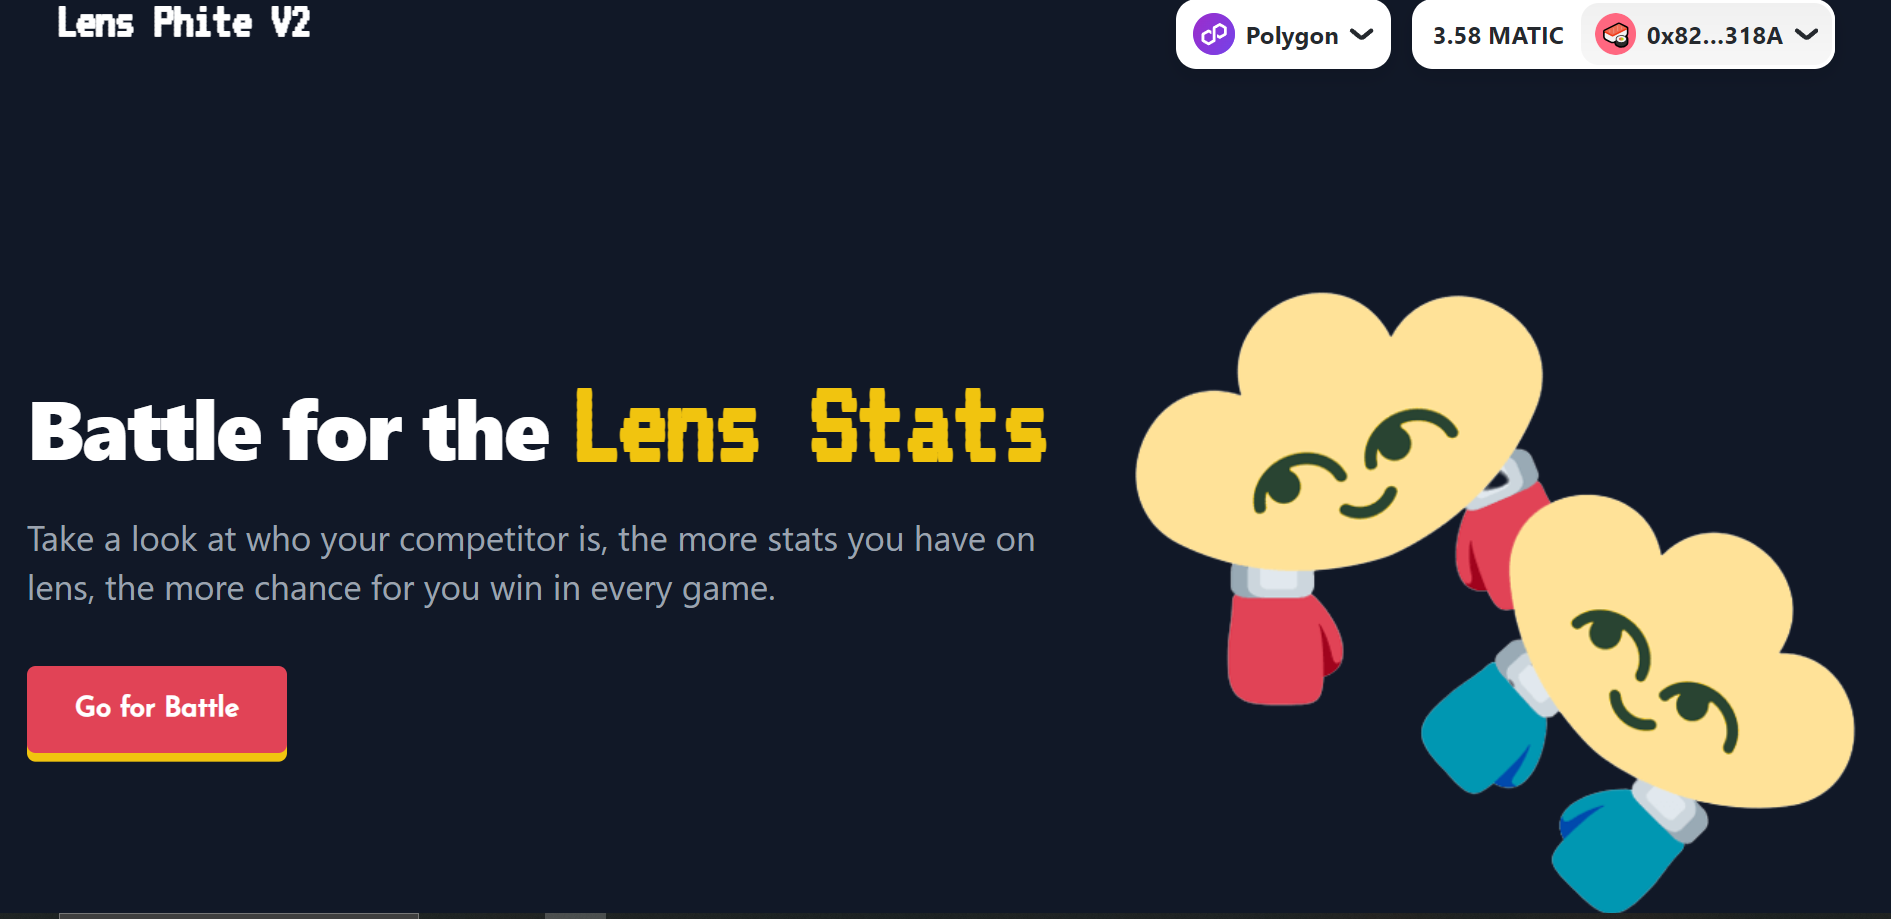 Lens Phite V2
Polygon
3.58 MATIC
0x82...318A
Battle for the Lens Stats
Take a look at who your competitor is, the more stats you have on
lens, the more chance for you win in every game.
Go for Battle